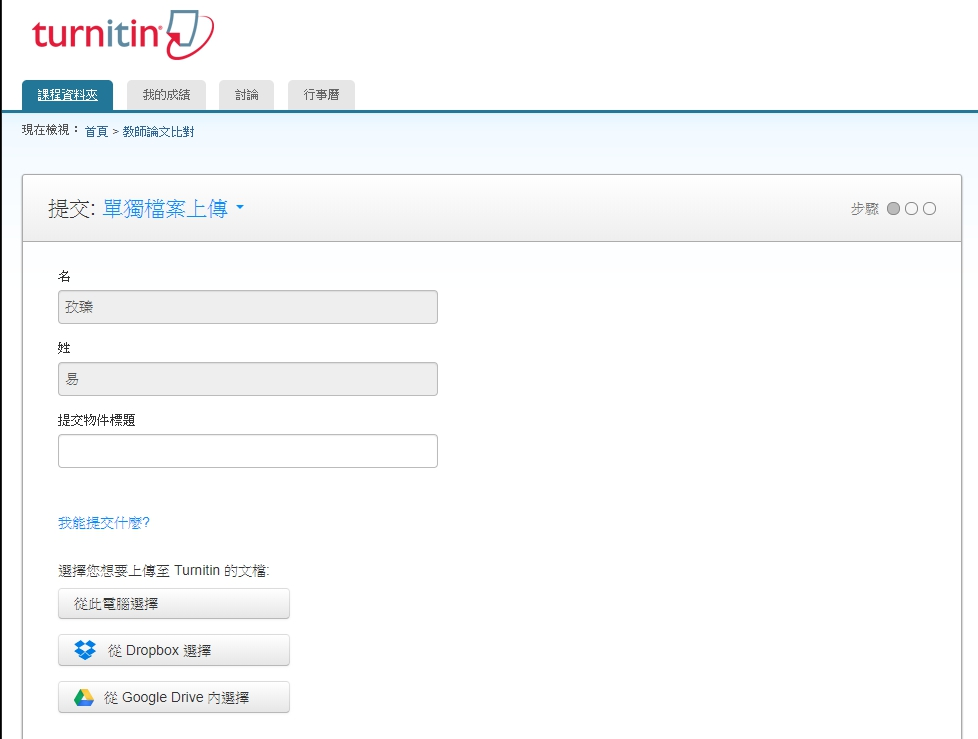 turnitin
課程資料夾 我的成績 討論 行事曆
現在檢視： 首頁 > 教師論文比對
提交: 單獨檔案上傳 步驟
名
孜臻
姓
易
提交物件標題
我能提交什麼?
選擇您想要上傳至 Turnitin 的文檔:
從此電腦選擇
從 Dropbox 選擇
從 Google Drive 內選擇